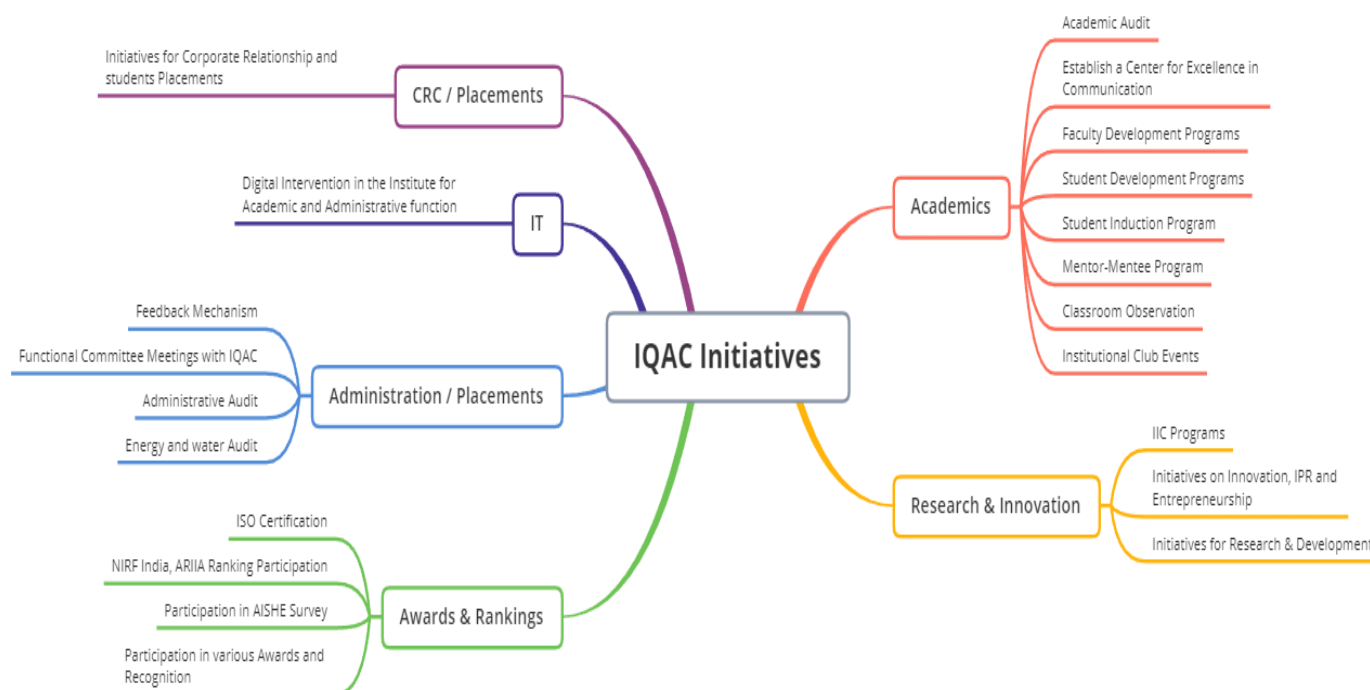 IQAC Initiatives
CRC / Placements
Initiatives for Corporate Relationship and
students Placements
IT
Digital Intervention in the Institute for
Academic and Administrative function
Administration / Placements
Feedback Mechanism
Functional Committee Meetings with IQAC
Administrative Audit
Energy and water Audit
Awards & Rankings
ISO Certification
NIRF India, ARIIA Ranking Participation
Participation in AISHE Survey
Participation in various Awards and
Recognition
Academics
Academic Audit
Establish a Center for Excellence in
Communication
Faculty Development Programs
Student Development Programs
Student Induction Program
Mentor-Mentee Program
Classroom Observation
Institutional Club Events
Research & Innovation
IIC Programs
Initiatives on Innovation, IPR and
Entrepreneurship
Initiatives for Research & Development